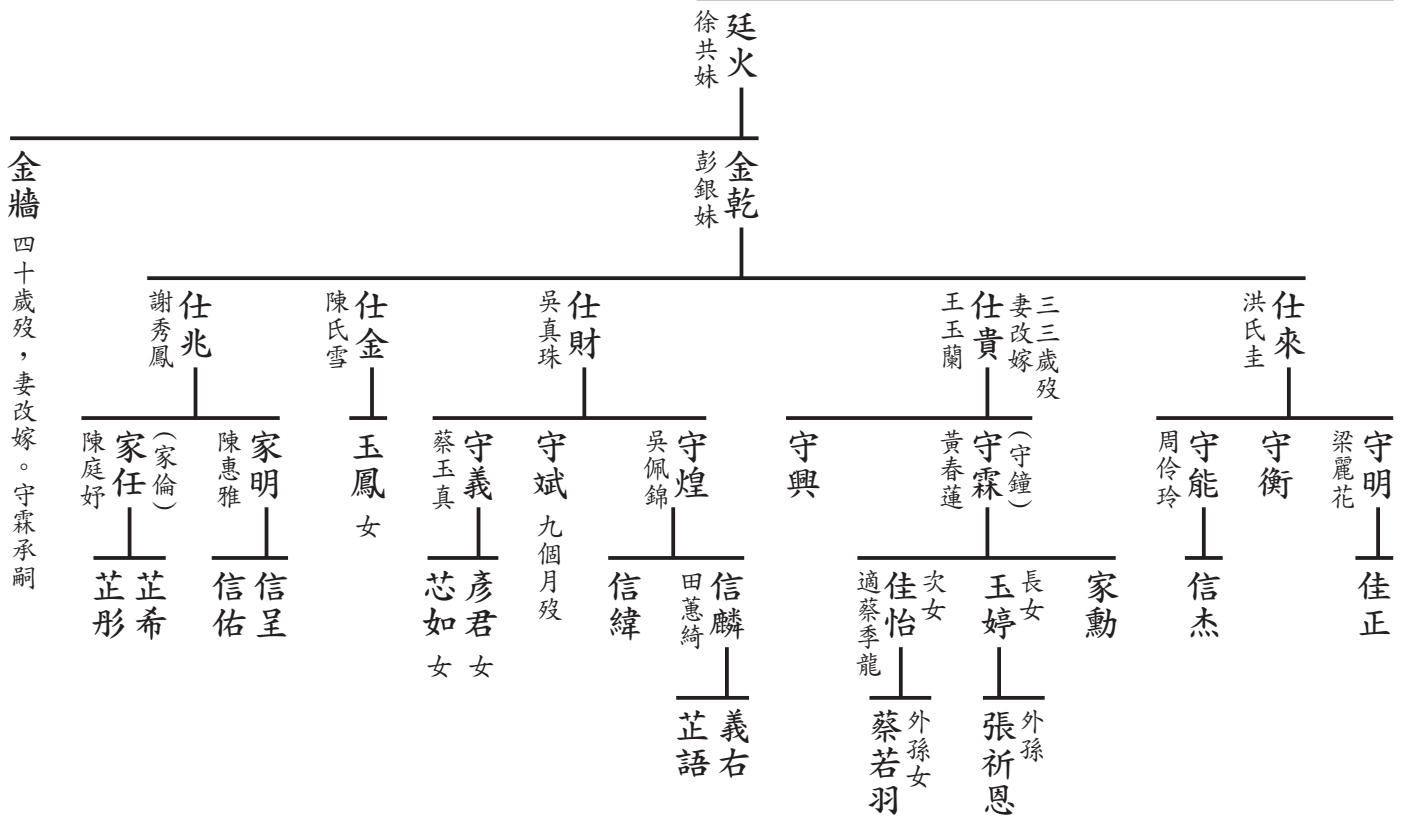 廷火
徐共妹
金乾
彭銀妹
金牆 四十歲歿，妻改嫁。守霖承嗣
仕來
洪氏圭
三三歲歿
妻改嫁
仕貴
王玉蘭
仕財
吳真珠
仕金
陳氏雪
仕兆
謝秀鳳
守明
梁麗花
守衡
守能
周伶玲
(守鐘)
守霖
黃春蓮
守興
守煌
吳佩錦
守斌 九個月歿
守義
蔡玉真
玉鳳 女
家明
陳惠雅
(家倫)
家任
陳庭妤
佳正
信杰
家勳
長女
玉婷
次女
佳怡
適蔡季龍
信麟
田蕙綺
信緯
彥君 女
芯如 女
信呈
信佑
芷希
芷彤
外孫
張祈恩
外孫女
蔡若羽
義右
芷語